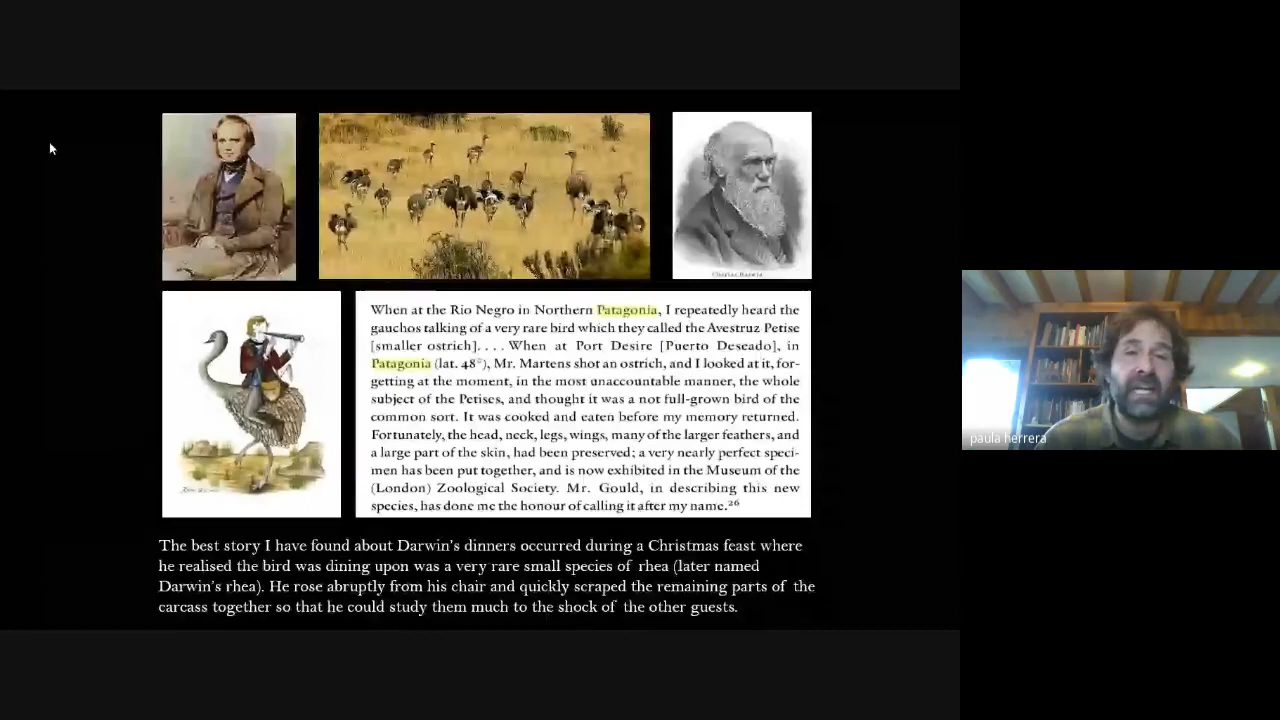 Charles Darwin
When at the Río Negro in Northern Patagonia, I repeatedly heard the
gauchos talking of a very rare bird which they called the Avestruz Petise
[smaller ostrich]. . . . When at Port Desire [Puerto Deseado], in
Patagonia (lat. 48°), Mr. Martens shot an ostrich, and I looked at it, for-
getting at the moment, in the most unaccountable manner, the whole
subject of the Petises, and thought it was a not full-grown bird of the
common sort. It was cooked and eaten before my memory returned.
Fortunately, the head, neck, legs, wings, many of the larger feathers, and
a large part of the skin, had been preserved; a very nearly perfect speci-
men has been put together, and is now exhibited in the Museum of the
(London) Zoological Society. Mr. Gould, in describing this new
species, has done me the honour of calling it after my name.26
The best story I have found about Darwin's dinners occurred during a Christmas feast where
he realised the bird was dining upon was a very rare small species of rhea (later named
Darwin's rhea). He rose abruptly from his chair and quickly scraped the remaining parts of the
carcass together so that he could study them much to the shock of the other guests.
paula herrera